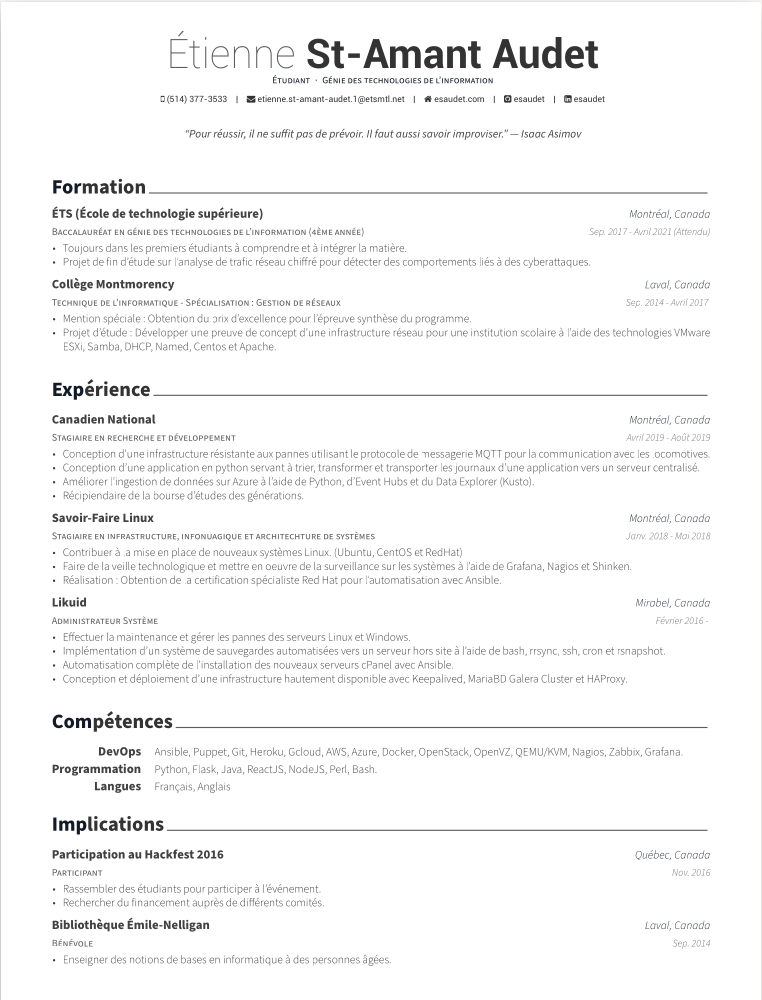 Étienne St-Amant Audet
Étudiant · Génie des technologies de l'information
(514) 377-3533 | etienne.st-amant-audet.1@etsmtl.net | esaudet.com | esaudet | esaudet
"Pour réussir, il ne suffit pas de prévoir. Il faut aussi savoir improviser." — Isaac Asimov
Formation
ÉTS (École de technologie supérieure) Montréal, Canada
Baccalauréat en génie des technologies de l'information (4ème année) Sep. 2017 - Avril 2021 (Attendu)
• Toujours dans les premiers étudiants à comprendre et à intégrer la matière.
• Projet de fin d'étude sur l'analyse de trafic réseau chiffré pour détecter des comportements liés à des cyberattaques.
Collège Montmorency Laval, Canada
Technique de l'informatique - Spécialisation : Gestion de réseaux Sep. 2014 - Avril 2017
• Mention spéciale : Obtention du prix d'excellence pour l'épreuve synthèse du programme.
• Projet d'étude : Développer une preuve de concept d'une infrastructure réseau pour une institution scolaire à l'aide des technologies VMware
ESXi, Samba, DHCP, Named, Centos et Apache.
Expérience
Canadien National Montréal, Canada
Stagiaire en recherche et développement Avril 2019 - Août 2019
• Conception d'une infrastructure résistante aux pannes utilisant le protocole de messagerie MQTT pour la communication avec les locomotives.
• Conception d'une application en python servant à trier, transformer et transporter les journaux d'une application vers un serveur centralisé.
• Améliorer l'ingestion de données sur Azure à l'aide de Python, d'Event Hubs et du Data Explorer (Kusto).
• Récipiendaire de la bourse d'études des générations.
Savoir-Faire Linux Montréal, Canada
Stagiaire en infrastructure, infonuagique et architechture de systèmes Janv. 2018 - Mai 2018
• Contribuer à la mise en place de nouveaux systèmes Linux. (Ubuntu, CentOS et RedHat)
• Faire de la veille technologique et mettre en oeuvre de la surveillance sur les systèmes à l'aide de Grafana, Nagios et Shinken.
• Réalisation : Obtention de la certification spécialiste Red Hat pour l'automatisation avec Ansible.
Likuid Mirabel, Canada
Administrateur Système Février 2016 -
• Effectuer la maintenance et gérer les pannes des serveurs Linux et Windows.
• Implémentation d'un système de sauvegardes automatisées vers un serveur hors site à l'aide de bash, rrsync, ssh, cron et rsnapshot.
• Automatisation complète de l'installation des nouveaux serveurs cPanel avec Ansible.
• Conception et déploiement d'une infrastructure hautement disponible avec Keepalived, MariaBD Galera Cluster et HAProxy.
Compétences
DevOps Ansible, Puppet, Git, Heroku, Gcloud, AWS, Azure, Docker, OpenStack, OpenVZ, QEMU/KVM, Nagios, Zabbix, Grafana.
Programmation Python, Flask, Java, ReactJS, NodeJS, Perl, Bash.
Langues Français, Anglais
Implications
Participation au Hackfest 2016 Québec, Canada
Participant Nov. 2016
• Rassembler des étudiants pour participer à l'événement.
• Rechercher du financement auprès de différents comités.
Bibliothèque Émile-Nelligan Laval, Canada
Bénévole Sep. 2014
• Enseigner des notions de bases en informatique à des personnes âgées.